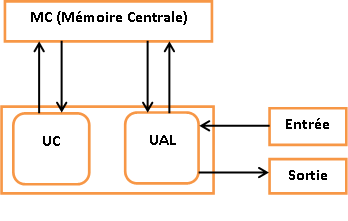 MC (Mémoire Centrale)
UC
UAL
Entrée
Sortie